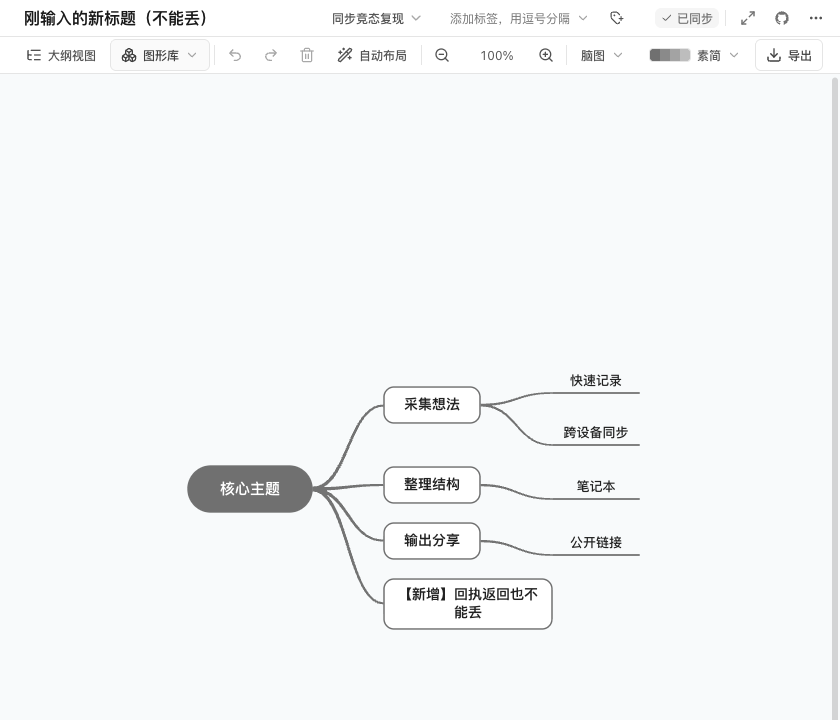 刚输入的新标题（不能丢）
同步竞态复现
添加标签，用逗号分隔
已同步
大纲视图
图形库
自动布局
100%
脑图
素简
导出
快速记录
采集想法
跨设备同步
核心主题
整理结构
笔记本
输出分享
公开链接
【新增】回执返回也不
能丢